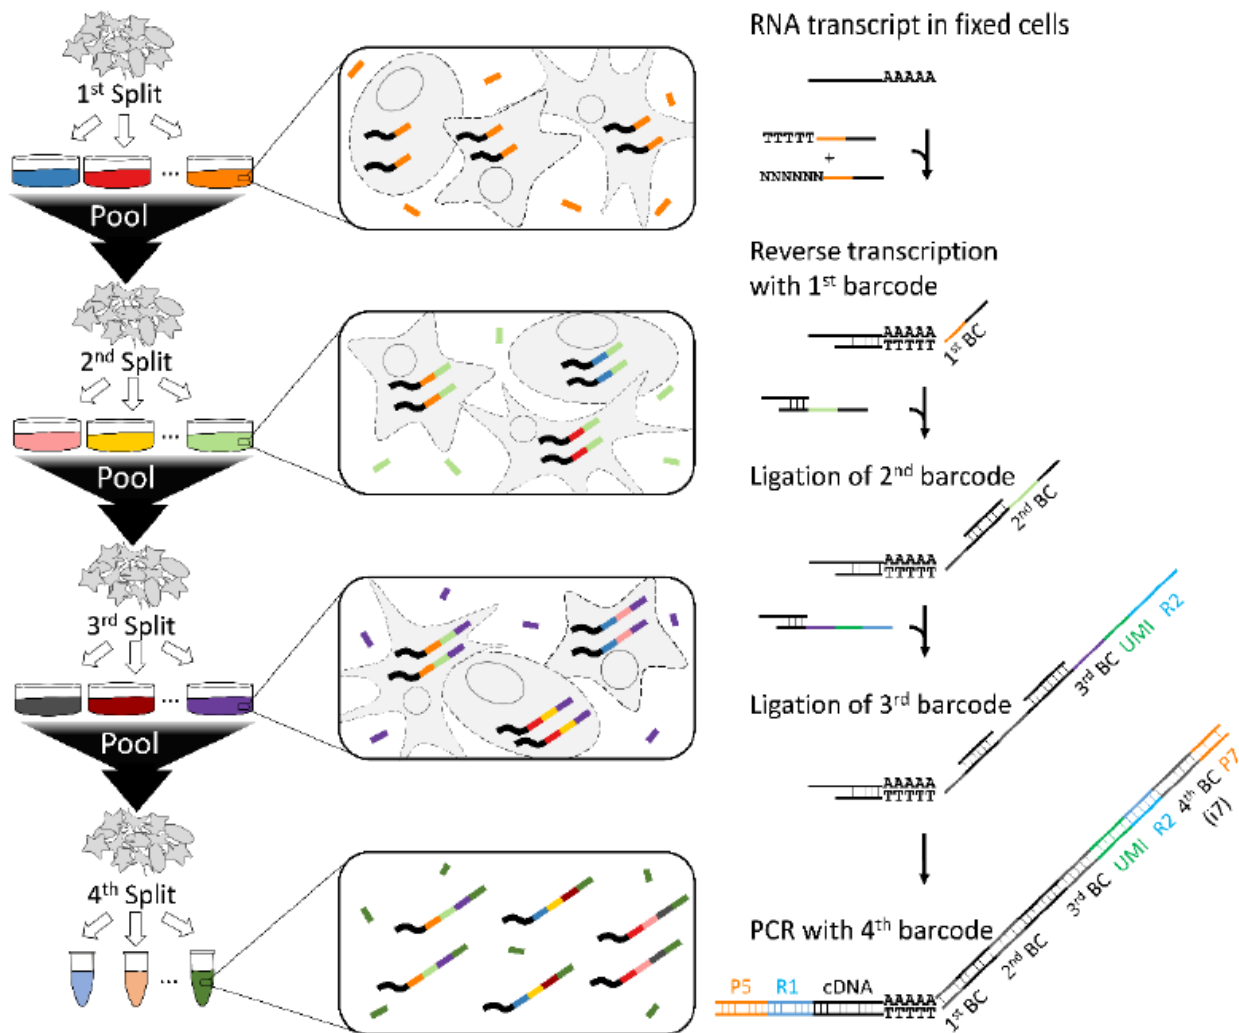 1st Split
...
Pool
2nd Split
...
Pool
3rd Split
...
Pool
4th Split
...
RNA transcript in fixed cells
AAAAA
TTTTT
+
NNNNNN
Reverse transcription
with 1st barcode
AAAAA
TTTTT
1st BC
Ligation of 2nd barcode
2nd BC
AAAAA
TTTTT
Ligation of 3rd barcode
3rd BC UMI R2
AAAAA
TTTTT
PCR with 4th barcode
P5 R1 cDNA AAAAA
TTTTT
1st BC 2nd BC 3rd BC UMI R2 4th BC P7
(i7)